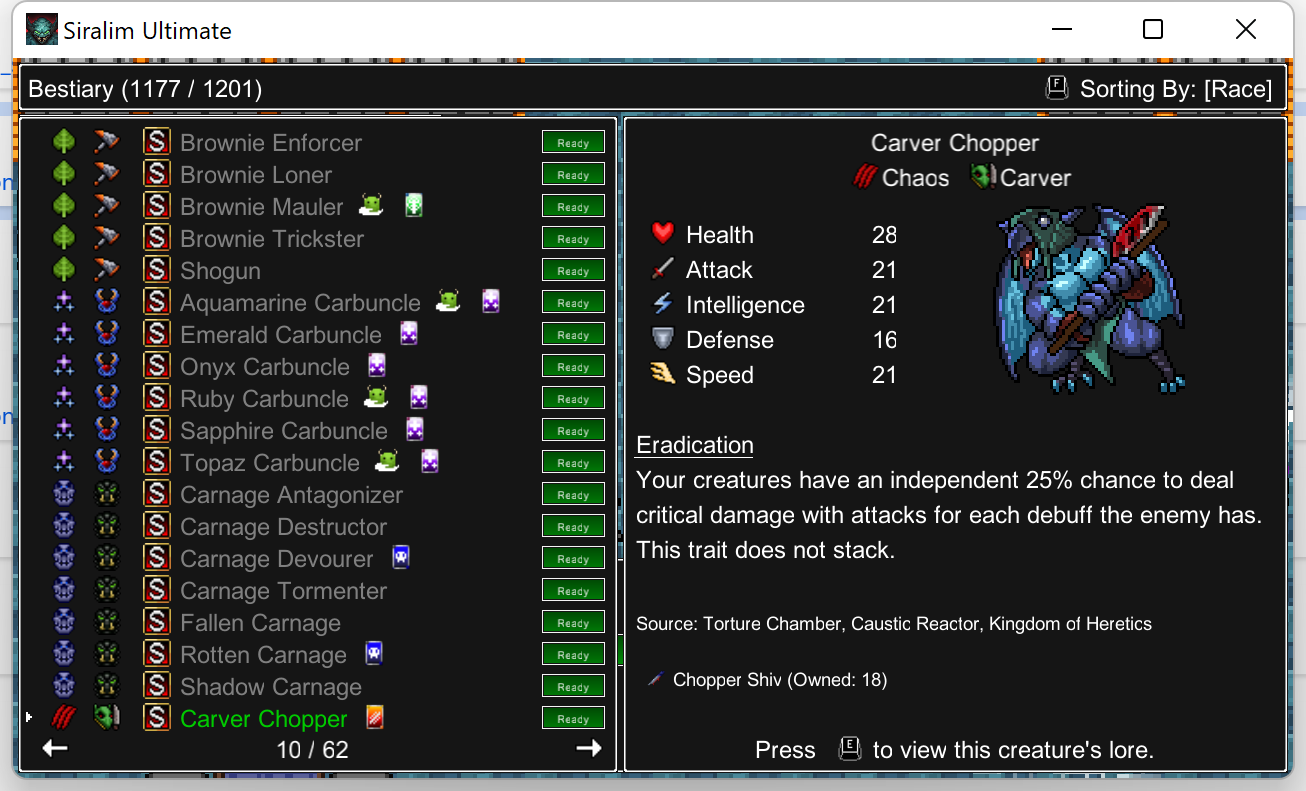 Siralim Ultimate
Bestiary (1177 / 1201)
F Sorting By: [Race]
S Brownie Enforcer Ready
S Brownie Loner Ready
S Brownie Mauler Ready
S Brownie Trickster Ready
S Shogun Ready
S Aquamarine Carbuncle Ready
S Emerald Carbuncle Ready
S Onyx Carbuncle Ready
S Ruby Carbuncle Ready
S Sapphire Carbuncle Ready
S Topaz Carbuncle Ready
S Carnage Antagonizer Ready
S Carnage Destructor Ready
S Carnage Devourer Ready
S Carnage Tormenter Ready
S Fallen Carnage Ready
S Rotten Carnage Ready
S Shadow Carnage Ready
S Carver Chopper Ready
10 / 62
Carver Chopper
Chaos Carver
Health 28
Attack 21
Intelligence 21
Defense 16
Speed 21
Eradication
Your creatures have an independent 25% chance to deal
critical damage with attacks for each debuff the enemy has.
This trait does not stack.
Source: Torture Chamber, Caustic Reactor, Kingdom of Heretics
Chopper Shiv (Owned: 18)
Press E to view this creature's lore.